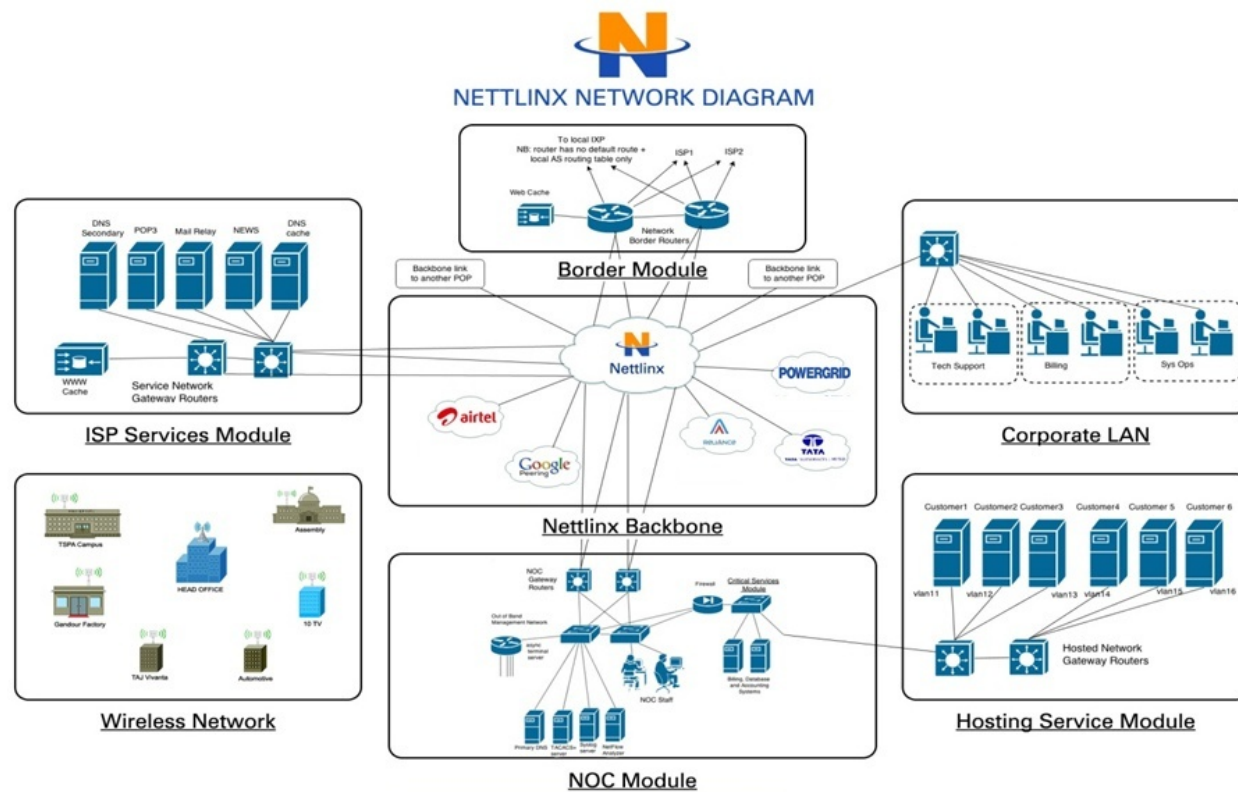 N
NETTLINX NETWORK DIAGRAM
To local IXP
NB: router has no default route +
local AS routing table only
ISP1
ISP2
Web Cache
Network
Border Routers
Border Module
DNS
Secondary
POP3
Mail Relay
NEWS
DNS
cache
WWW
Cache
Service Network
Gateway Routers
ISP Services Module
Backbone link
to another POP
Backbone link
to another POP
N
Nettlinx
airtel
Google
Peering
RELIANCE
TATA
POWERGRID
Nettlinx Backbone
Tech Support
Billing
Sys Ops
Corporate LAN
TSPA Campus
Assembly
HEAD OFFICE
Gandour Factory
10 TV
TAJ Vivanta
Automotive
Wireless Network
NOC
Gateway
Routers
Firewall
Critical Services
Module
Out of Band
Management Network
async
terminal
server
Billing, Database
and Accounting
Systems
NOC Staff
Primary DNS
TACACS+
server
Syslog
server
NetFlow
Analyzer
NOC Module
Customer1
Customer2
Customer3
Customer4
Customer 5
Customer 6
vlan11
vlan12
vlan13
vlan14
vlan15
vlan16
Hosted Network
Gateway Routers
Hosting Service Module